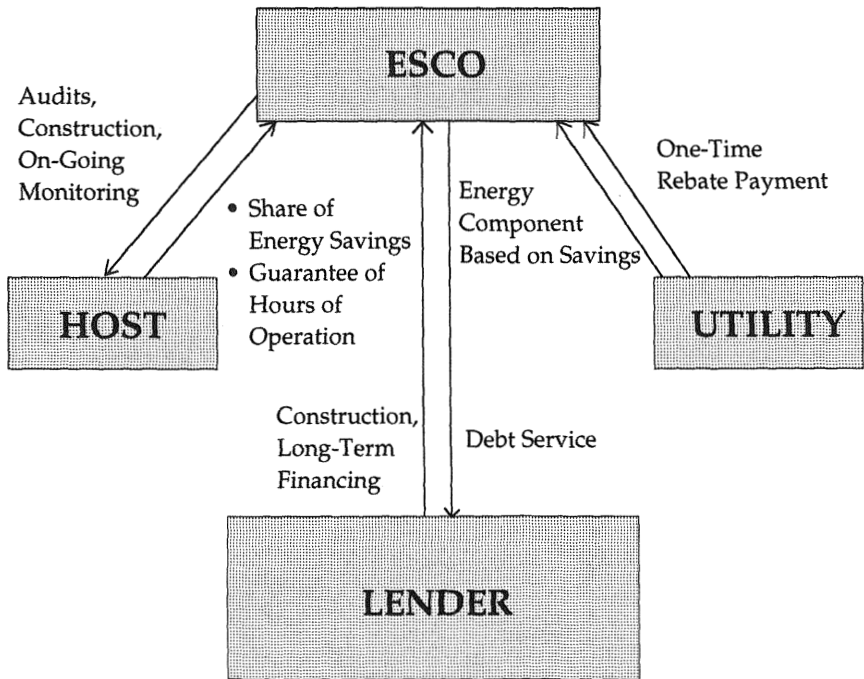 ESCO
Audits,
Construction,
On-Going
Monitoring
• Share of
Energy Savings
• Guarantee of
Hours of
Operation
Energy
Component
Based on Savings
One-Time
Rebate Payment
HOST
UTILITY
Construction,
Long-Term
Financing
Debt Service
LENDER